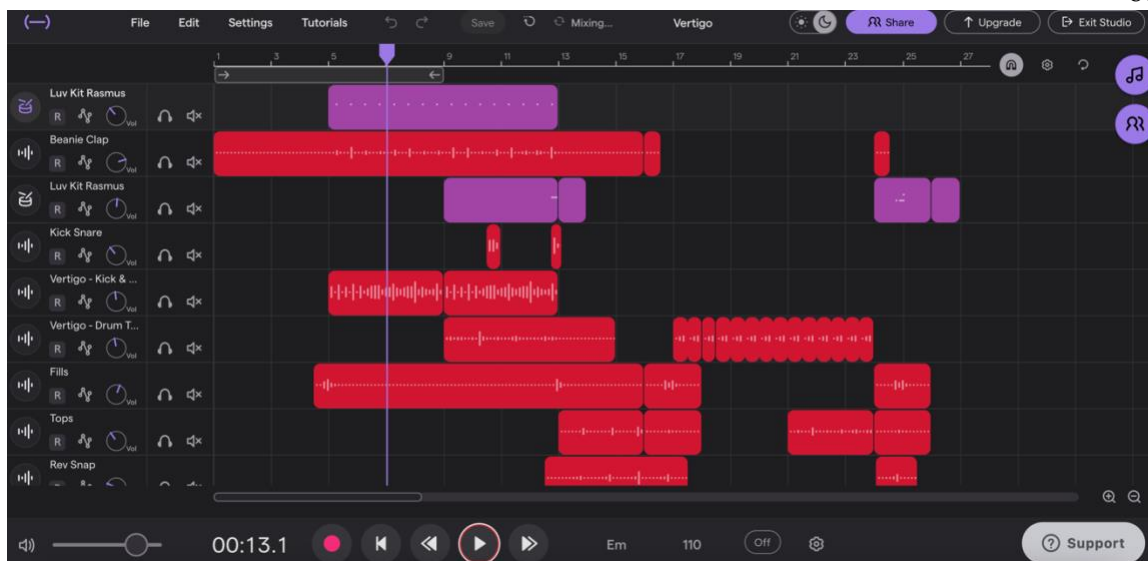 File Edit Settings Tutorials Save Mixing... Vertigo Share Upgrade Exit Studio
1 3 5 9 11 13 15 17 19 21 23 25 27
Luv Kit Rasmus
R Vol
Beanie Clap
R Vol
Luv Kit Rasmus
R Vol
Kick Snare
R Vol
Vertigo - Kick & ...
R Vol
Vertigo - Drum T...
R Vol
Fills
R Vol
Tops
R Vol
Rev Snap
00:13.1 Em 110 Off Support